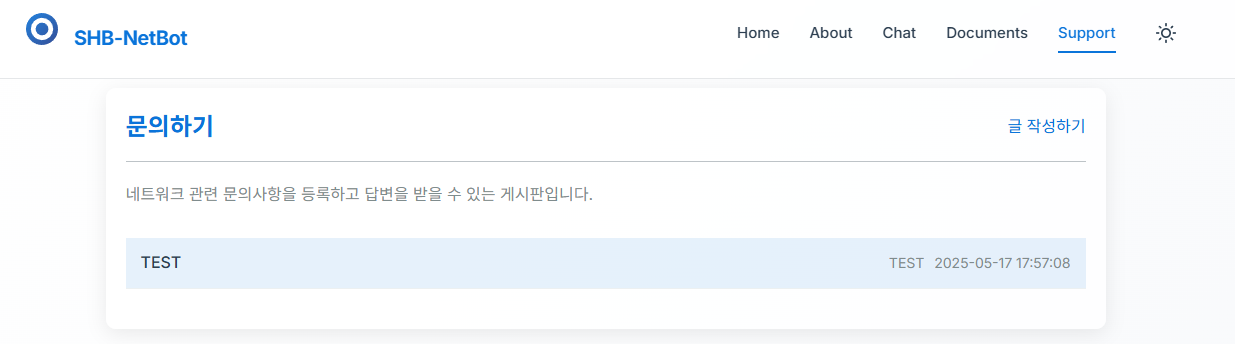 SHB-NetBot
Home About Chat Documents Support
문의하기
글 작성하기
네트워크 관련 문의사항을 등록하고 답변을 받을 수 있는 게시판입니다.
TEST TEST 2025-05-17 17:57:08